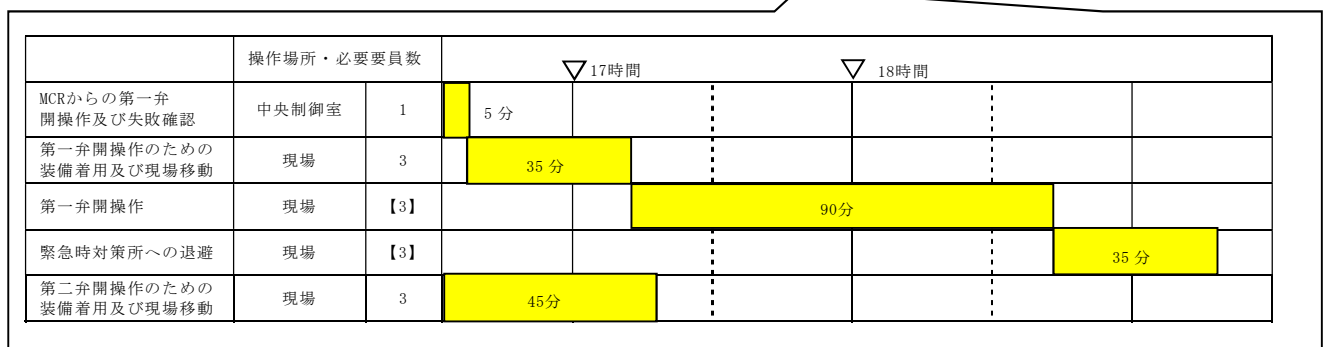 操作場所・必要要員数
▽17時間
▽ 18時間
MCRからの第一弁
開操作及び失敗確認
中央制御室
1
5分
第一弁開操作のための
装備着用及び現場移動
現場
3
35分
第一弁開操作
現場
【3】
90分
緊急時対策所への退避
現場
【3】
35分
第二弁開操作のための
装備着用及び現場移動
現場
3
45分